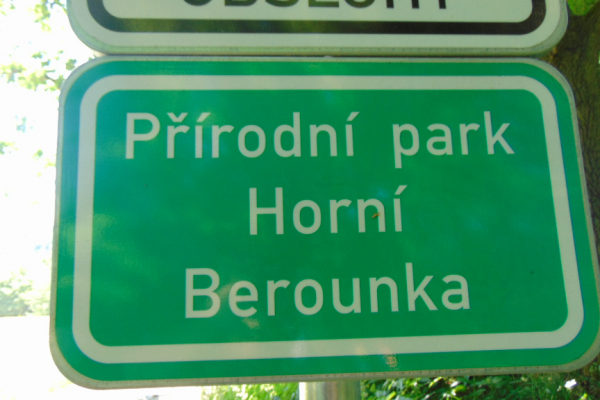 Přírodní park
Horní
Berounka